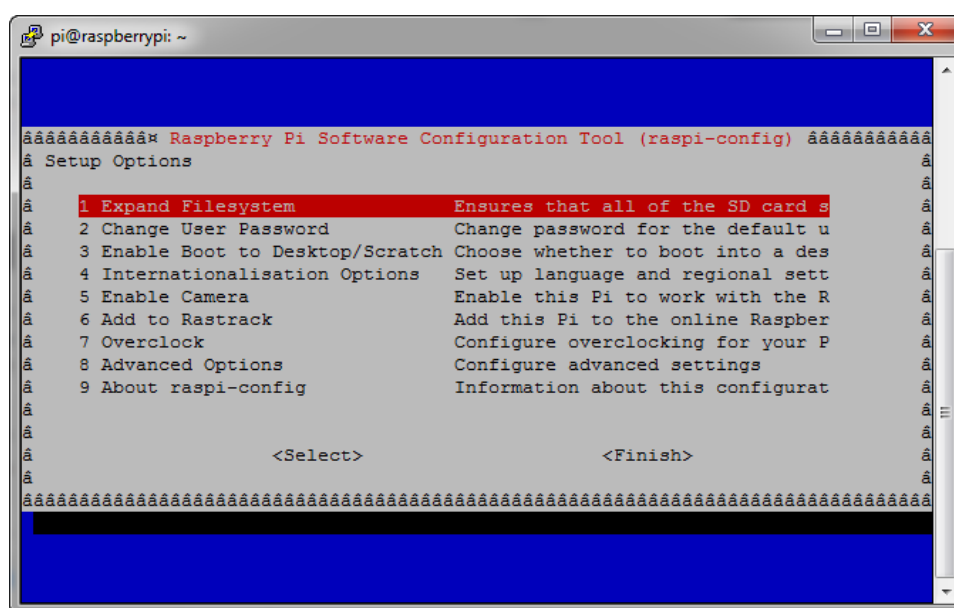 pi@raspberrypi: ~
âââââââââââ¤ Raspberry Pi Software Configuration Tool (raspi-config) âââââââââââ
â Setup Options â
â â
â 1 Expand Filesystem Ensures that all of the SD card s â
â 2 Change User Password Change password for the default u â
â 3 Enable Boot to Desktop/Scratch Choose whether to boot into a des â
â 4 Internationalisation Options Set up language and regional sett â
â 5 Enable Camera Enable this Pi to work with the R â
â 6 Add to Rastrack Add this Pi to the online Raspber â
â 7 Overclock Configure overclocking for your P â
â 8 Advanced Options Configure advanced settings â
â 9 About raspi-config Information about this configurat â
â â
â â
â <Select> <Finish> â
â â
ââââââââââââââââââââââââââââââââââââââââââââââââââââââââââââââââââââââââââââââââ